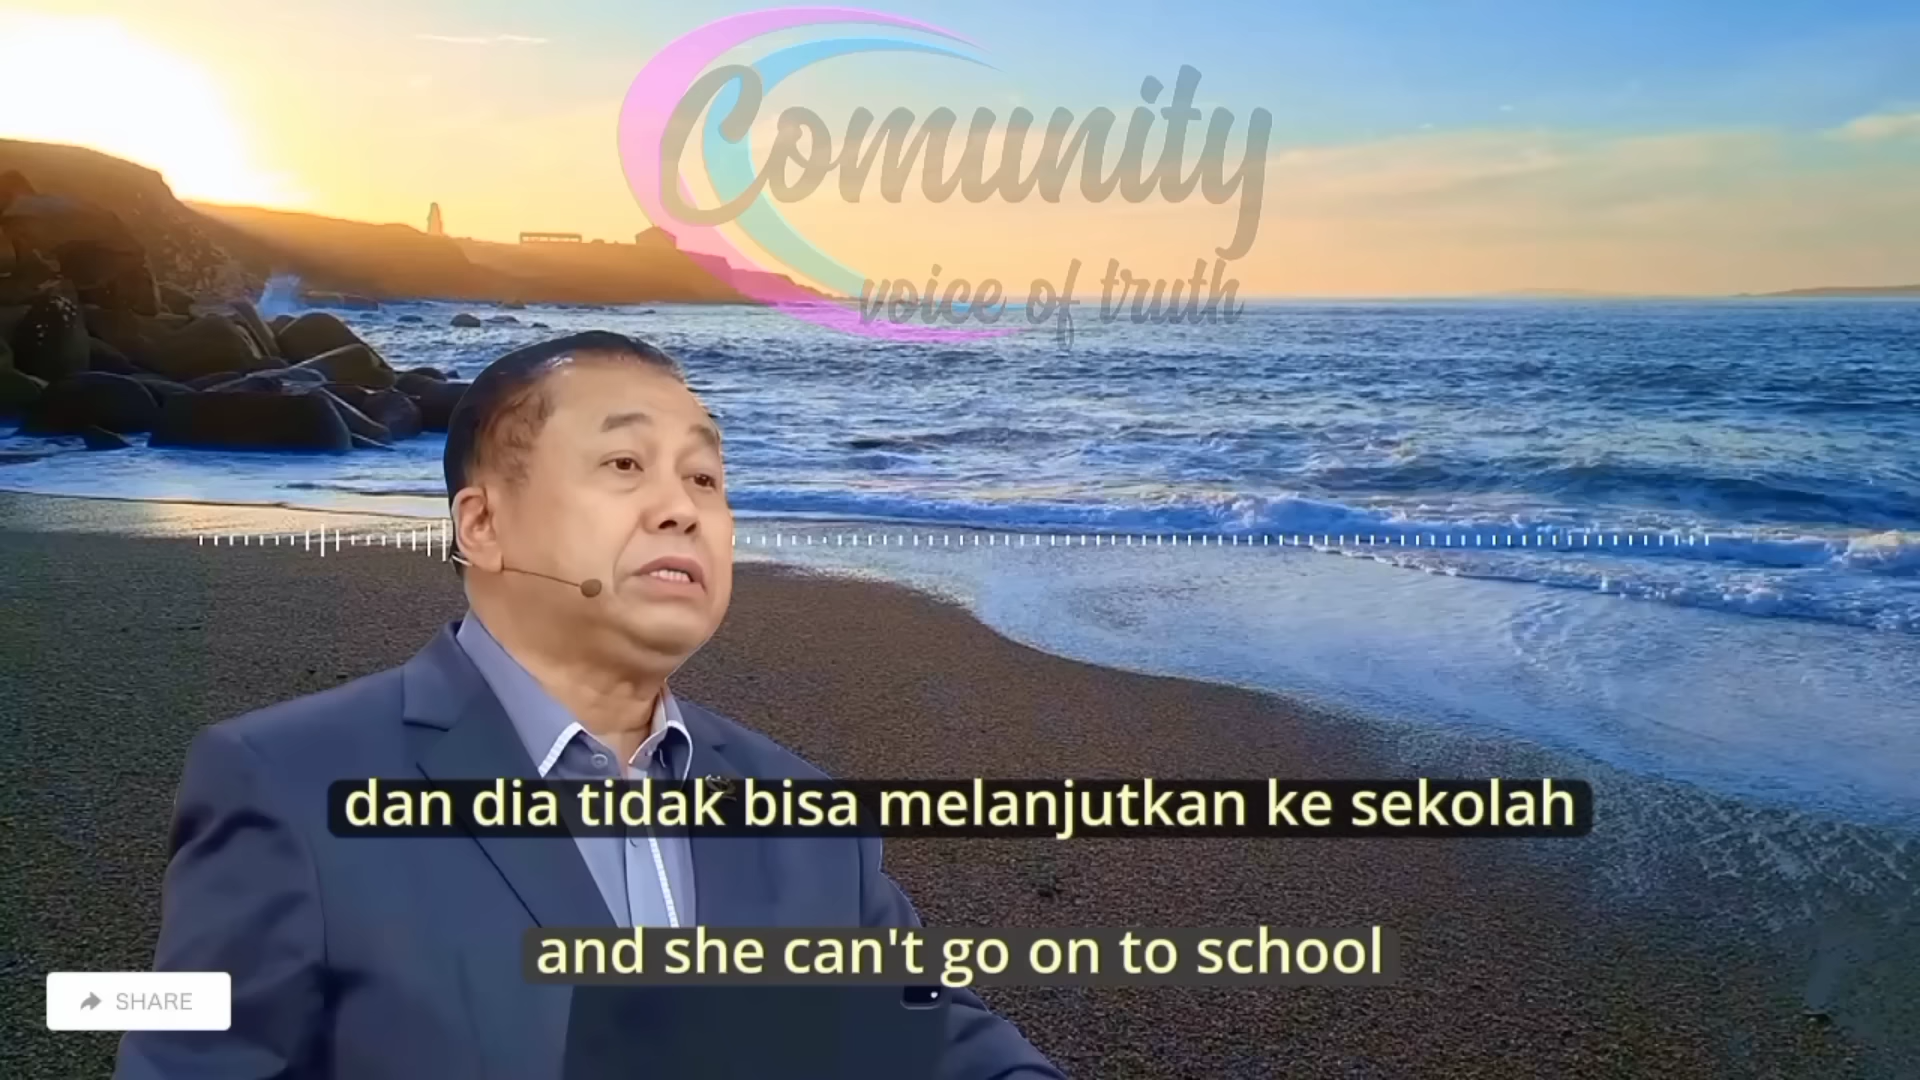 Comunity
voice of truth
dan dia tidak bisa melanjutkan ke sekolah
and she can't go on to school
SHARE